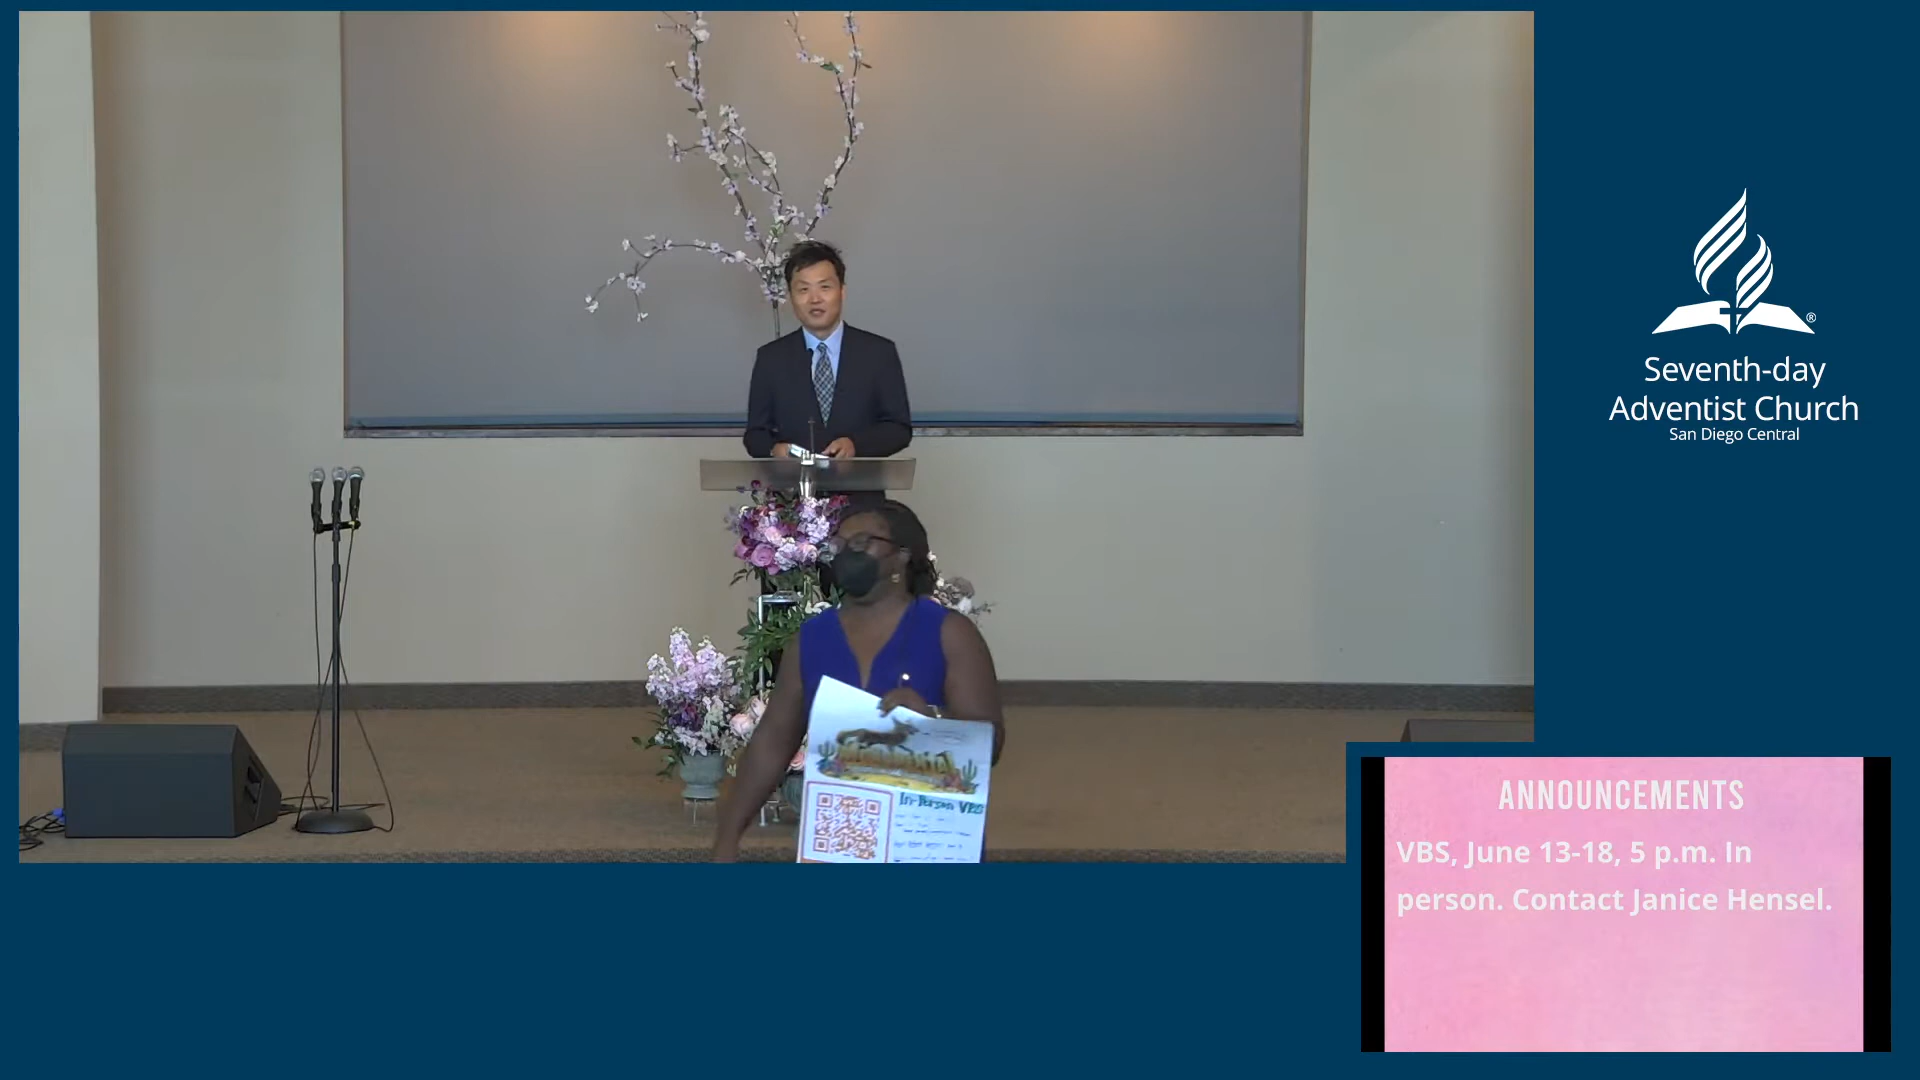 Seventh-day
Adventist Church
San Diego Central
®
In-Person VBS
ANNOUNCEMENTS
VBS, June 13-18, 5 p.m. In
person. Contact Janice Hensel.